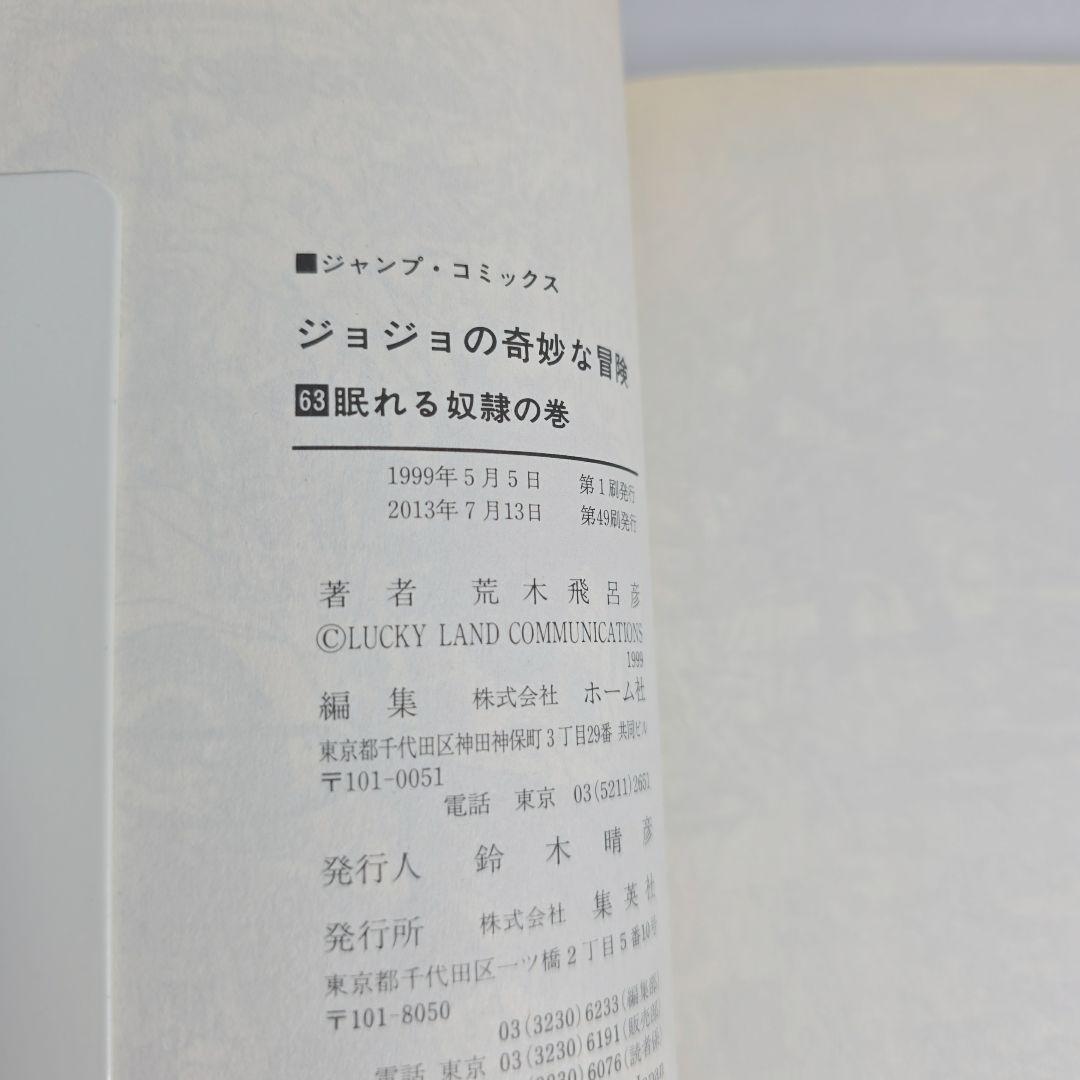 ■ジャンプ・コミックス
ジョジョの奇妙な冒険
63眠れる奴隷の巻
1999年5月5日 第1刷発行
2013年7月13日 第49刷発行
著者 荒木飛呂彦
©LUCKY LAND COMMUNICATIONS
1999
編集 株式会社 ホーム社
東京都千代田区神田神保町3丁目29番 共同ビル
〒101-0051
電話 東京 03(5211)2651
発行人 鈴木晴彦
発行所 株式会社 集英社
東京都千代田区一ツ橋2丁目5番10号
〒101-8050
03(3230)6233(編集部)
電話 東京 03(3230)6191(販売部)
(3230)6076(読者係)
Japan